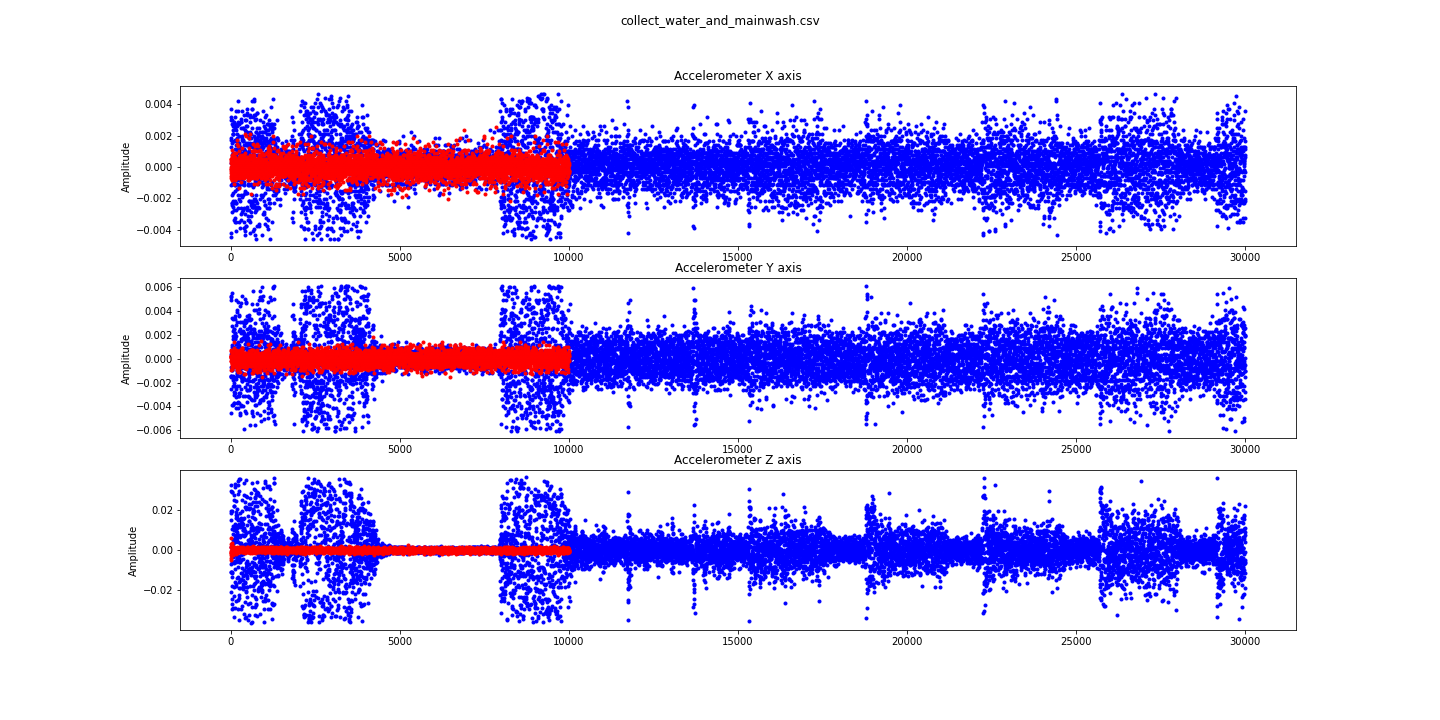 collect_water_and_mainwash.csv
Accelerometer X axis
Amplitude
0.004
0.002
0.000
−0.002
−0.004
0 5000 10000 15000 20000 25000 30000
Accelerometer Y axis
Amplitude
0.006
0.004
0.002
0.000
−0.002
−0.004
−0.006
0 5000 10000 15000 20000 25000 30000
Accelerometer Z axis
Amplitude
0.02
0.00
−0.02
0 5000 10000 15000 20000 25000 30000